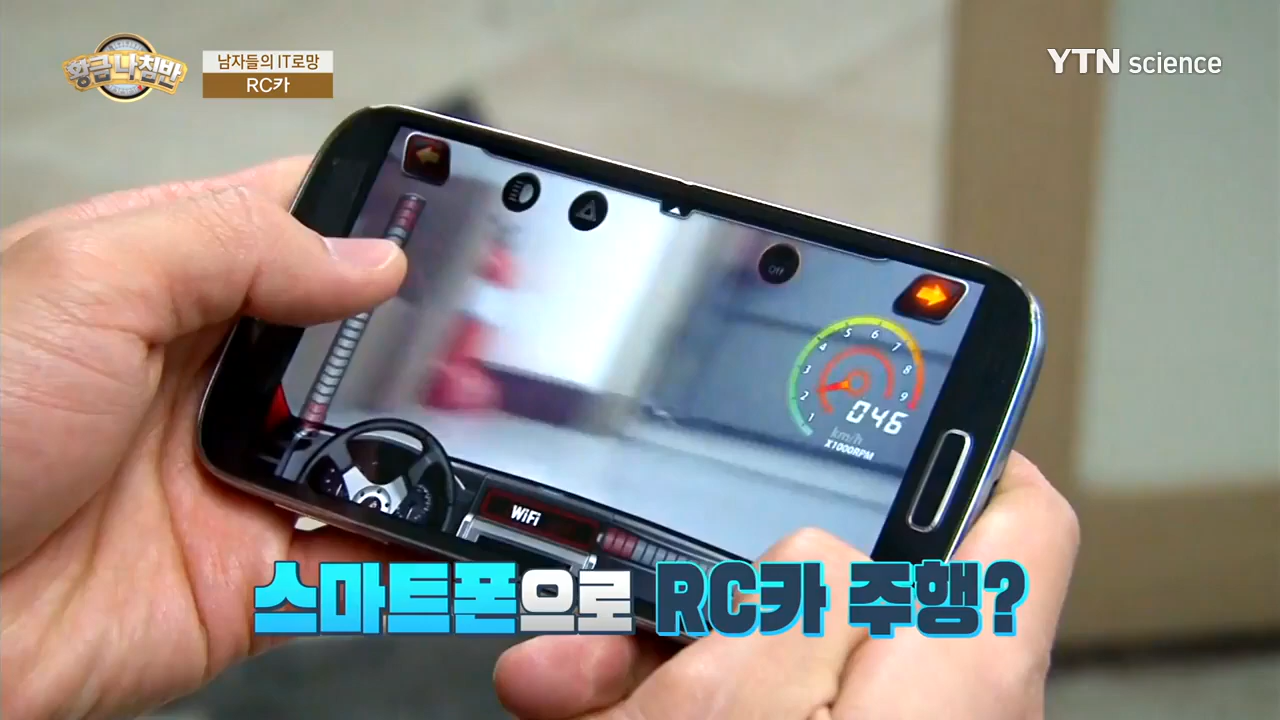 황금나침반
남자들의 IT로망
RC카
YTN science
Off
1 2 3 4 5 6 7 8 9
046
km/h
X1000RPM
WiFi
스마트폰으로 RC카 주행?